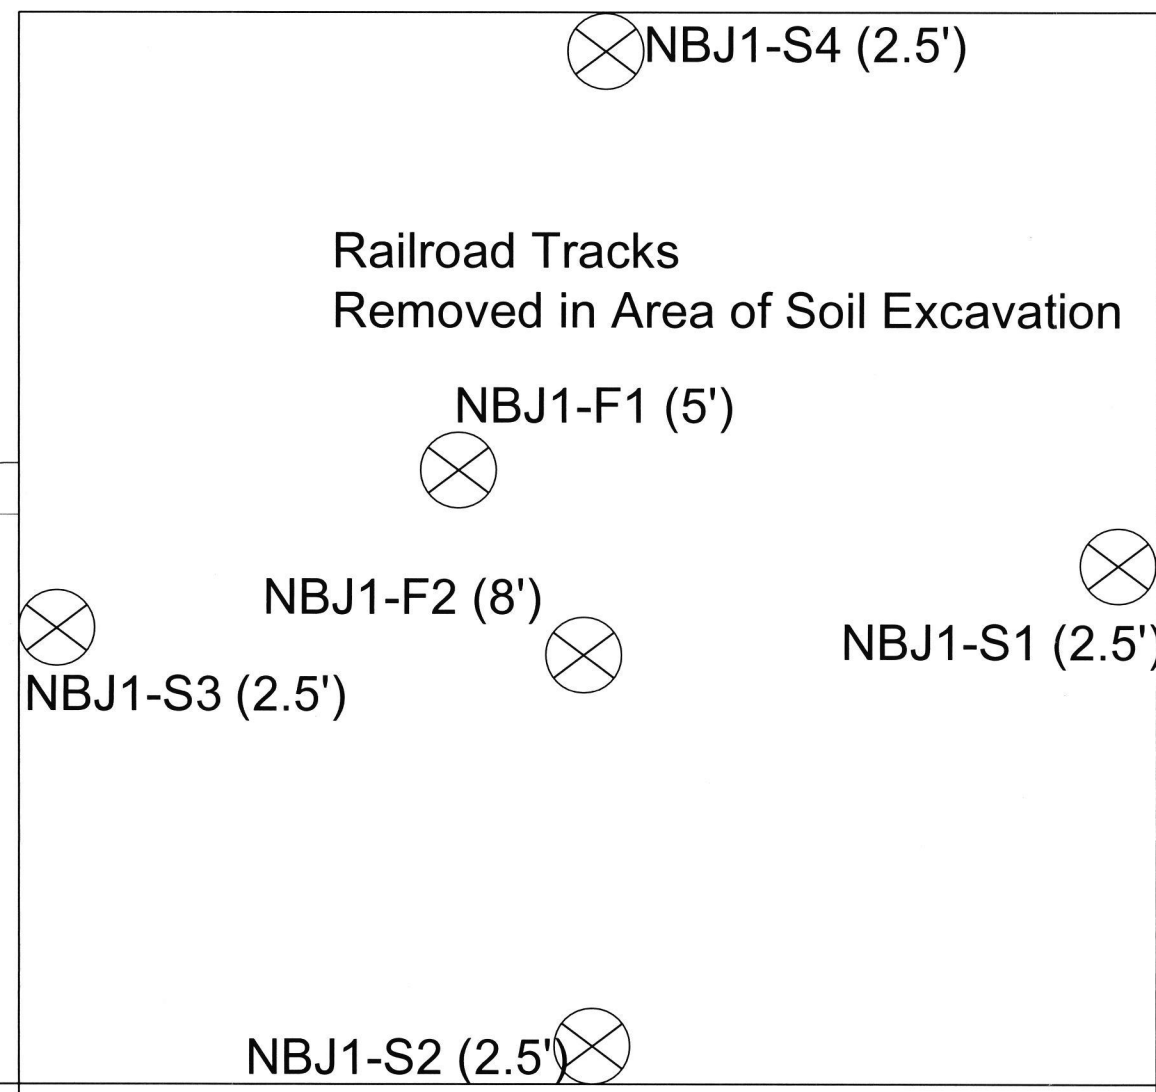 NBJ1-S4 (2.5')
Railroad Tracks
Removed in Area of Soil Excavation
NBJ1-F1 (5')
NBJ1-F2 (8')
NBJ1-S1 (2.5')
NBJ1-S3 (2.5')
NBJ1-S2 (2.5')